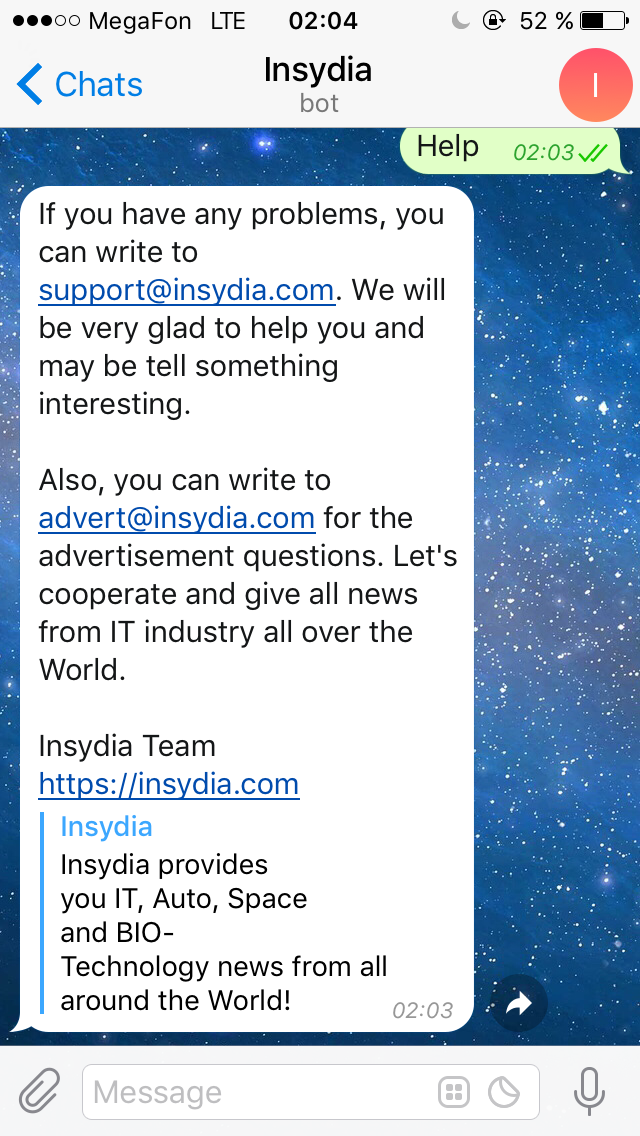 MegaFon LTE 02:04 52 %
Chats
Insydia
bot
I
Help 02:03
If you have any problems, you
can write to
support@insydia.com. We will
be very glad to help you and
may be tell something
interesting.
Also, you can write to
advert@insydia.com for the
advertisement questions. Let's
cooperate and give all news
from IT industry all over the
World.
Insydia Team
https://insydia.com
Insydia
Insydia provides
you IT, Auto, Space
and BIO-
Technology news from all
around the World!
02:03
Message